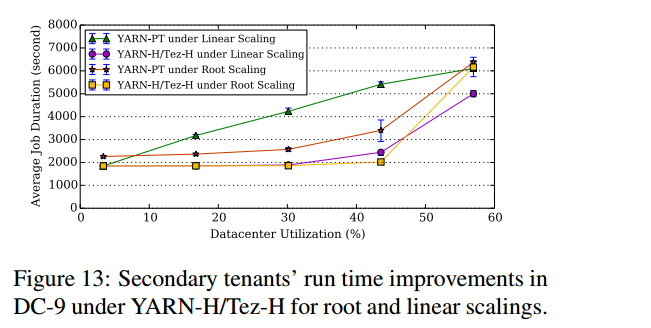 8000
7000
6000
5000
4000
3000
2000
1000
0
Average Job Duration (second)
YARN-PT under Linear Scaling
YARN-H/Tez-H under Linear Scaling
YARN-PT under Root Scaling
YARN-H/Tez-H under Root Scaling
0 10 20 30 40 50 60
Datacenter Utilization (%)
Figure 13: Secondary tenants' run time improvements in
DC-9 under YARN-H/Tez-H for root and linear scalings.